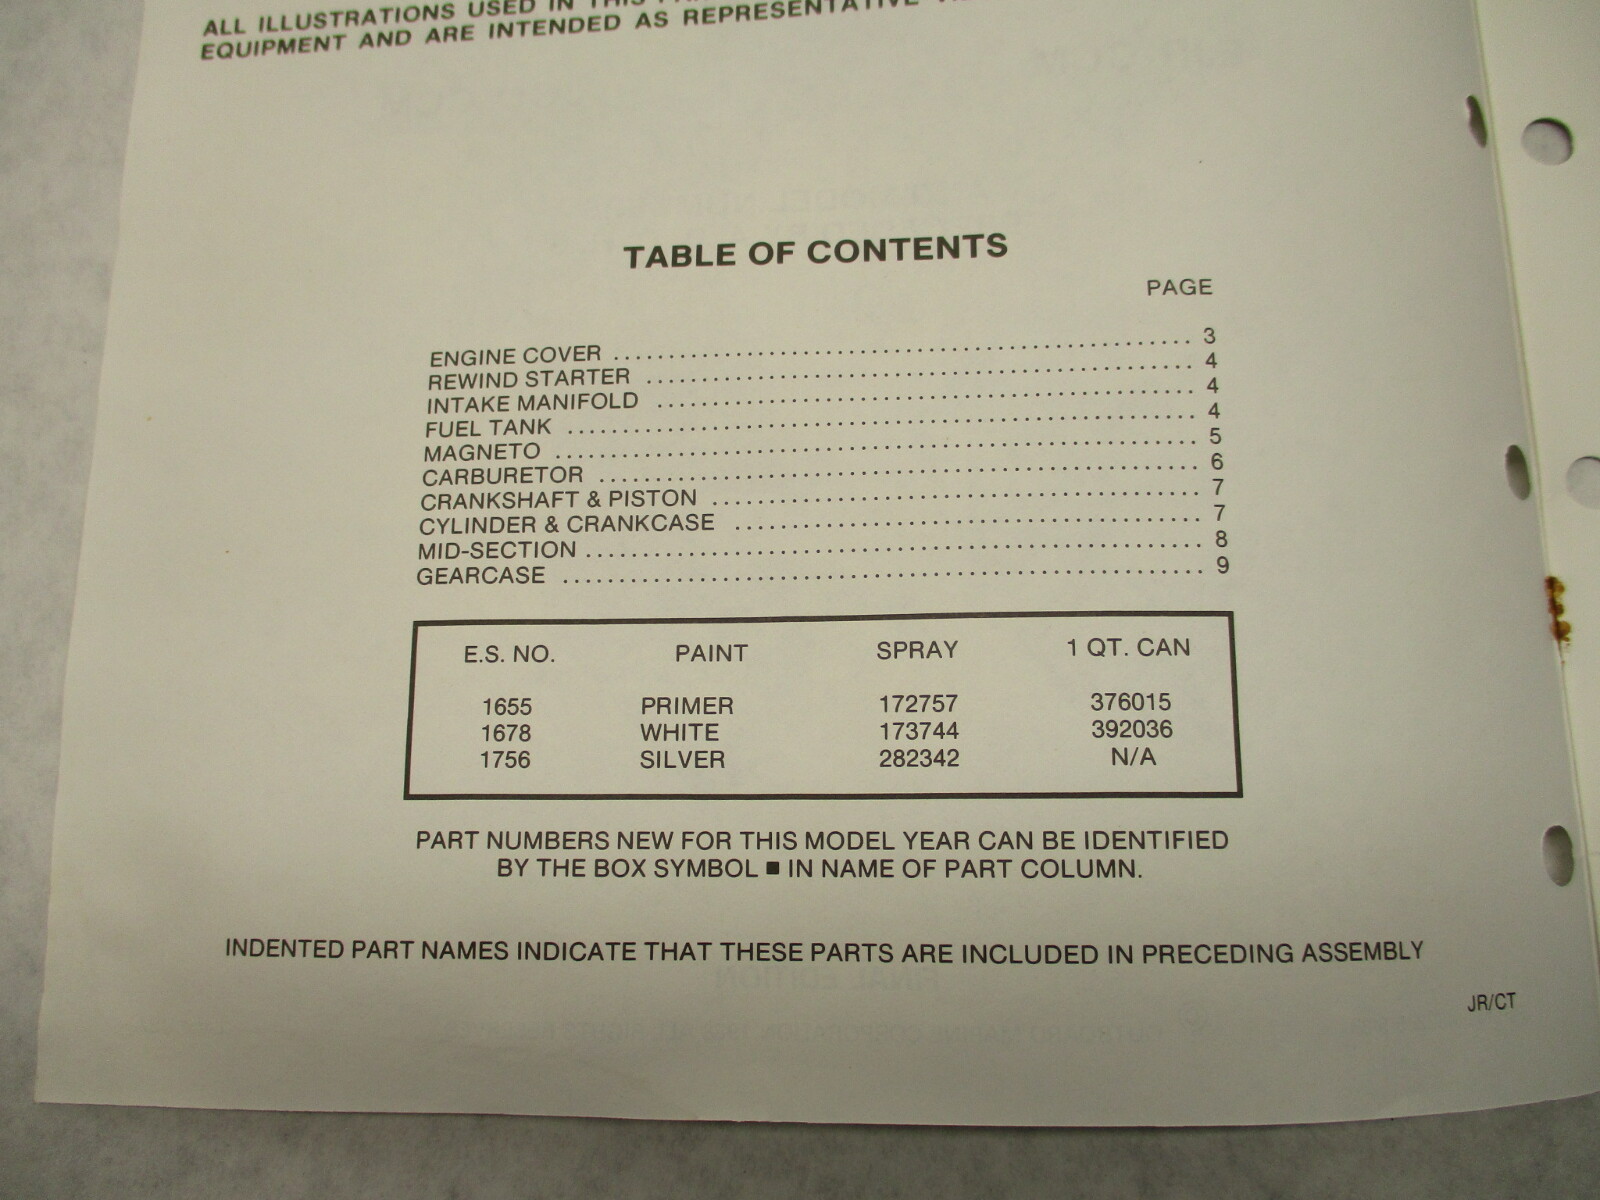 ALL ILLUSTRATIONS USED IN THIS
EQUIPMENT AND ARE INTENDED AS REPRESENTATIVE
TABLE OF CONTENTS
PAGE
ENGINE COVER ........ 3
REWIND STARTER ........ 4
INTAKE MANIFOLD ........ 4
FUEL TANK ........ 4
MAGNETO ........ 5
CARBURETOR ........ 6
CRANKSHAFT & PISTON ........ 7
CYLINDER & CRANKCASE ........ 7
MID-SECTION ........ 8
GEARCASE ........ 9
E.S. NO. PAINT SPRAY 1 QT. CAN
1655 PRIMER 172757 376015
1678 WHITE 173744 392036
1756 SILVER 282342 N/A
PART NUMBERS NEW FOR THIS MODEL YEAR CAN BE IDENTIFIED
BY THE BOX SYMBOL ■ IN NAME OF PART COLUMN.
INDENTED PART NAMES INDICATE THAT THESE PARTS ARE INCLUDED IN PRECEDING ASSEMBLY
JR/CT